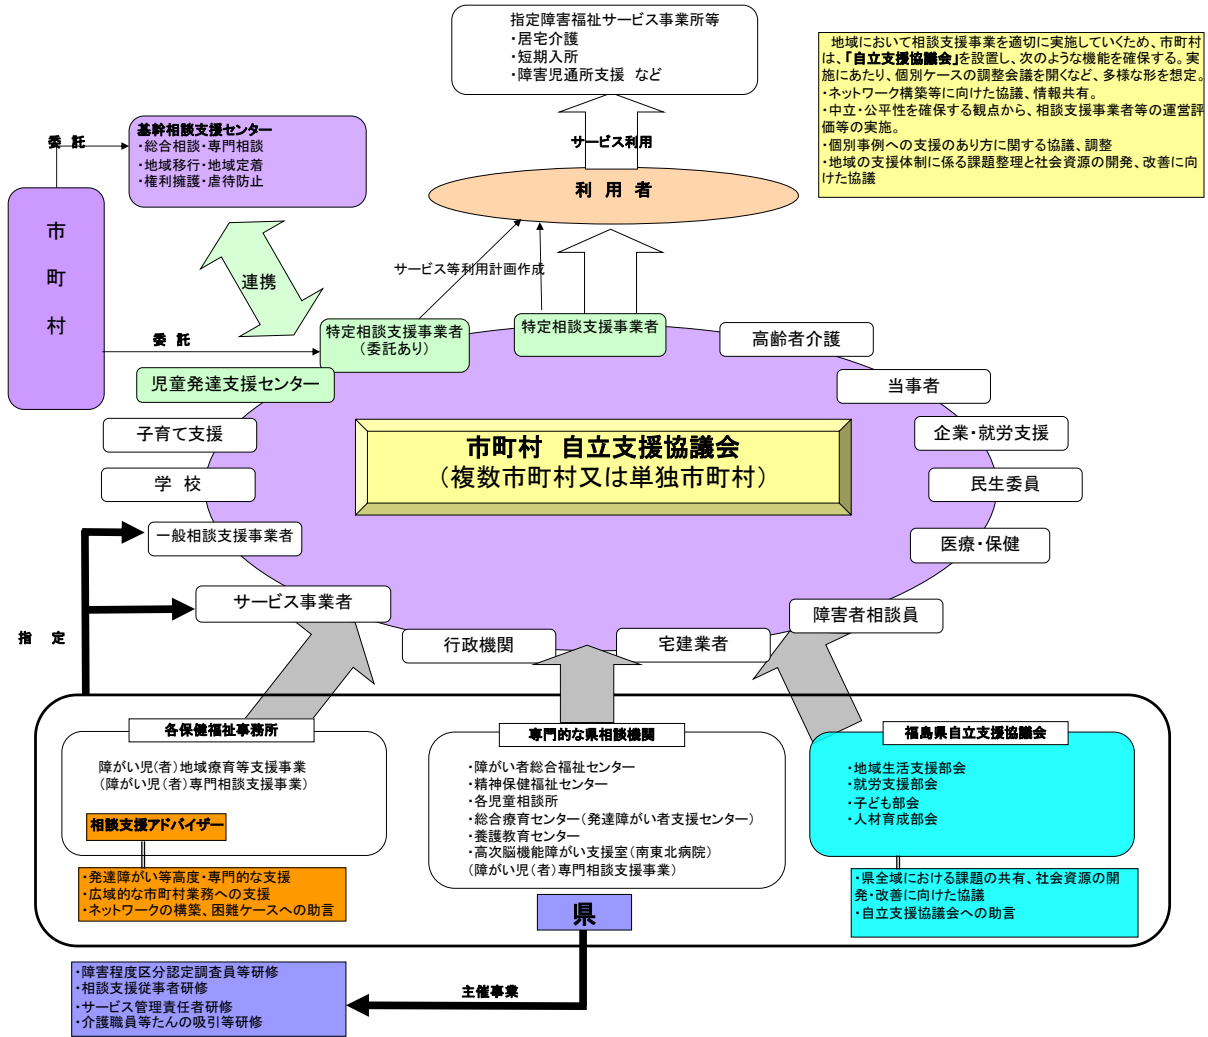 指定障害福祉サービス事業所等
・居宅介護
・短期入所
・障害児通所支援 など
地域において相談支援事業を適切に実施していくため、市町村
は、「自立支援協議会」を設置し、次のような機能を確保する。実
施にあたり、個別ケースの調整会議を開くなど、多様な形を想定。
・ネットワーク構築等に向けた協議、情報共有。
・中立・公平性を確保する観点から、相談支援事業者等の運営評
価等の実施。
・個別事例への支援のあり方に関する協議、調整
・地域の支援体制に係る課題整理と社会資源の開発、改善に向
けた協議
委 託
基幹相談支援センター
・総合相談・専門相談
・地域移行・地域定着
・権利擁護・虐待防止
サービス利用
利 用 者
市
町
村
連携
サービス等利用計画作成
委 託
特定相談支援事業者
（委託あり）
特定相談支援事業者
高齢者介護
児童発達支援センター
当事者
子育て支援
企業・就労支援
市町村 自立支援協議会
（複数市町村又は単独市町村）
学 校
民生委員
一般相談支援事業者
医療・保健
サービス事業者
障害者相談員
指 定
行政機関
宅建業者
各保健福祉事務所
障がい児（者）地域療育等支援事業
（障がい児（者）専門相談支援事業）
相談支援アドバイザー
・発達障がい等高度・専門的な支援
・広域的な市町村業務への支援
・ネットワークの構築、困難ケースへの助言
専門的な県相談機関
・障がい者総合福祉センター
・精神保健福祉センター
・各児童相談所
・総合療育センター（発達障がい者支援センター）
・養護教育センター
・高次脳機能障がい支援室（南東北病院）
（障がい児（者）専門相談支援事業）
福島県自立支援協議会
・地域生活支援部会
・就労支援部会
・子ども部会
・人材育成部会
・県全域における課題の共有、社会資源の開
発・改善に向けた協議
・自立支援協議会への助言
県
主催事業
・障害程度区分認定調査員等研修
・相談支援従事者研修
・サービス管理責任者研修
・介護職員等たんの吸引等研修